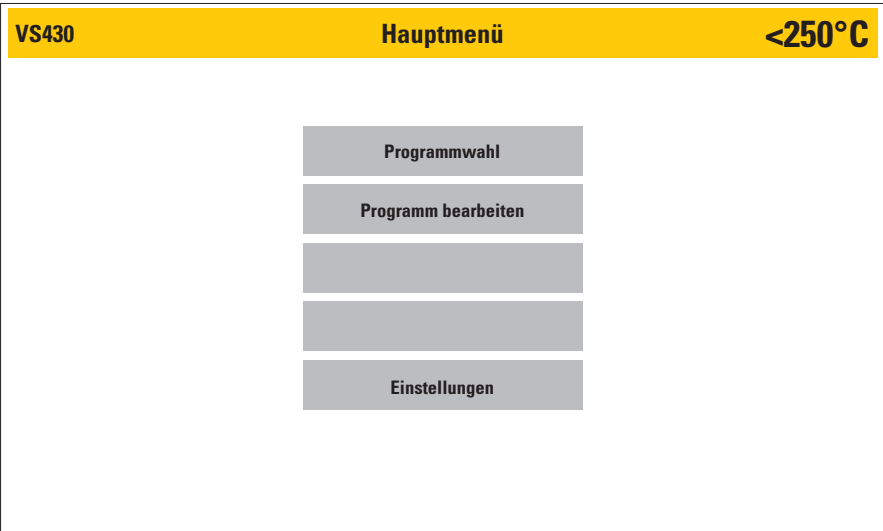 VS430 Hauptmenü <250°C
Programmwahl
Programm bearbeiten
Einstellungen